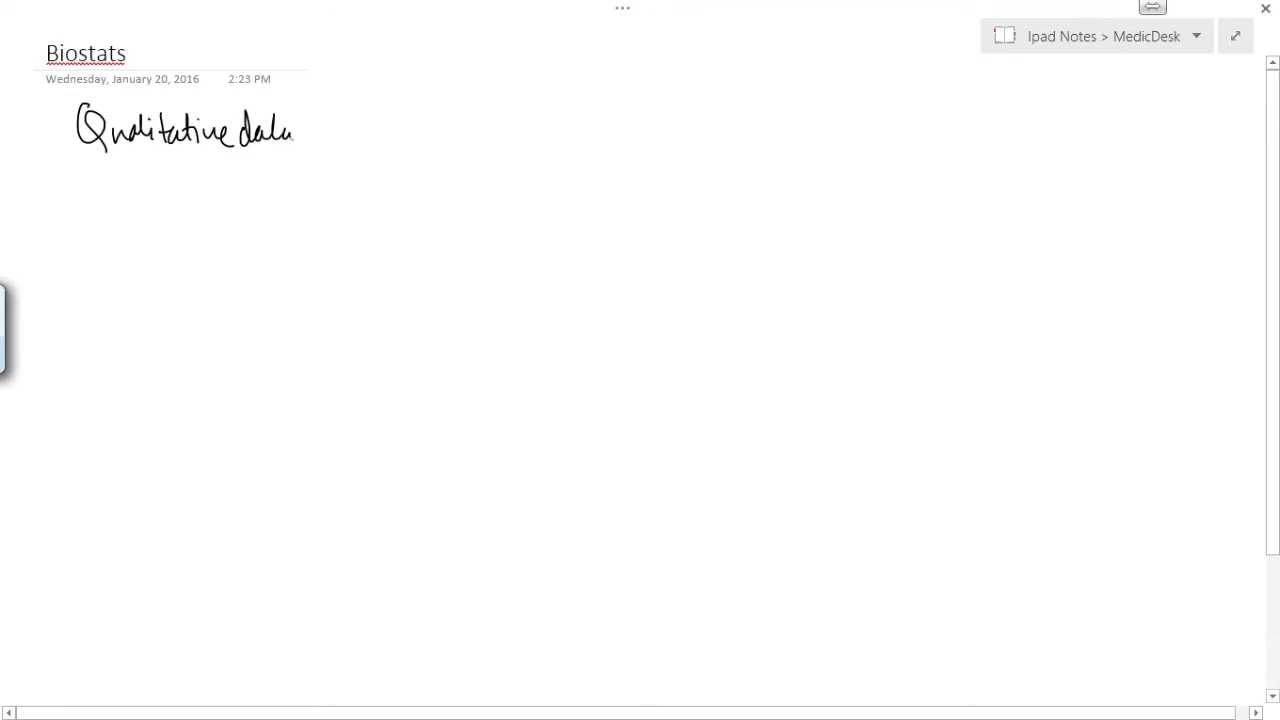 Ipad Notes > MedicDesk
Biostats
Wednesday, January 20, 2016 2:23 PM
Qualitative data